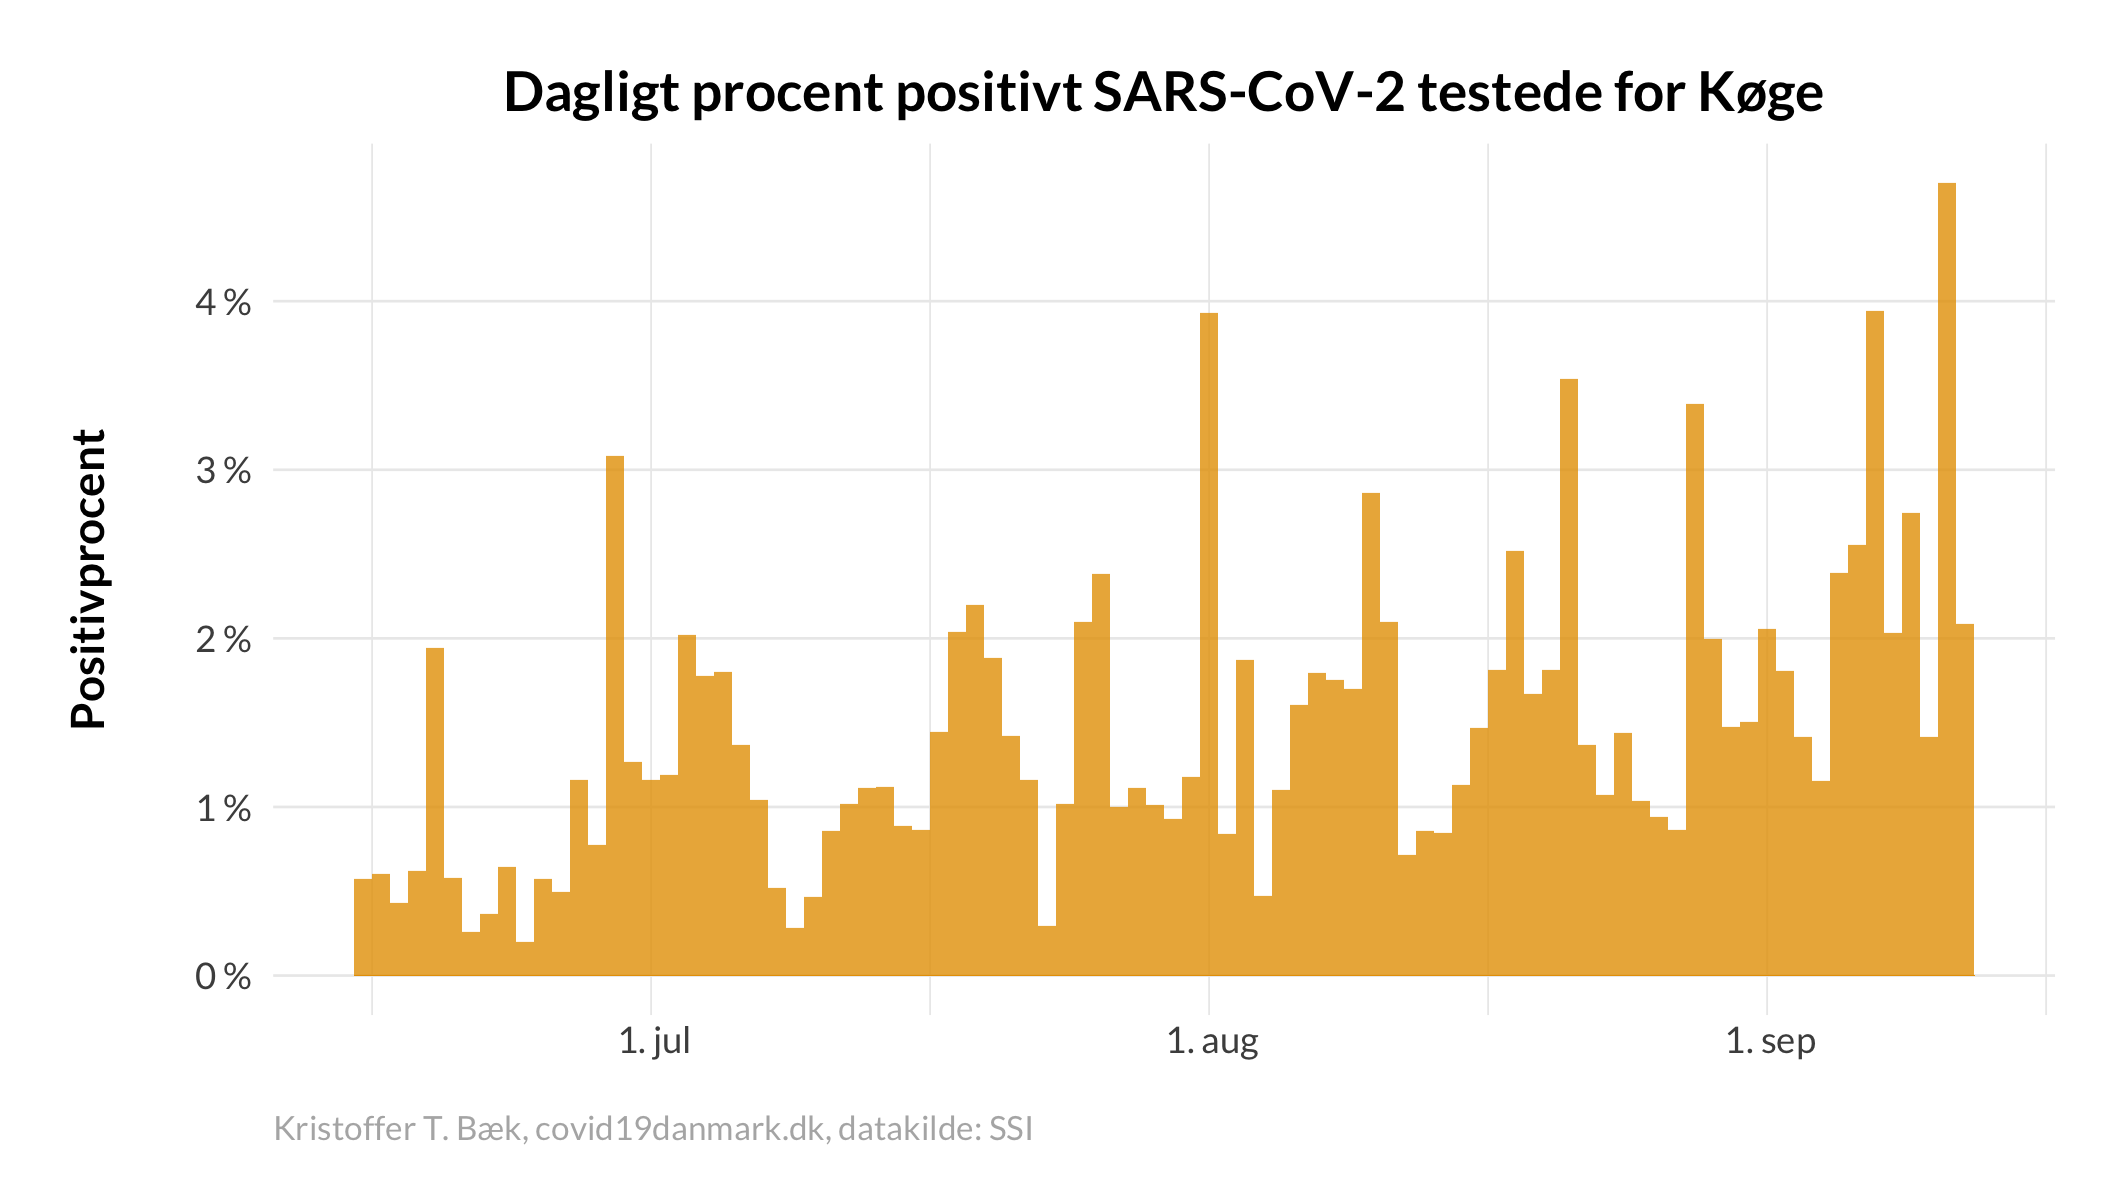 Dagligt procent positivt SARS-CoV-2 testede for Køge
Positivprocent
4 %
3 %
2 %
1 %
0 %
1. jul
1. aug
1. sep
Kristoffer T. Bæk, covid19danmark.dk, datakilde: SSI